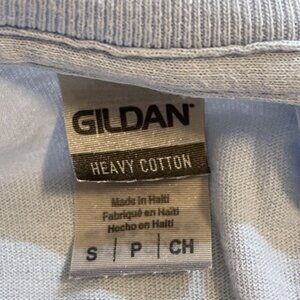 GILDAN
HEAVY COTTON
Made in Haiti
Fabriqué en Haïti
Hecho en Haiti
S | P | CH